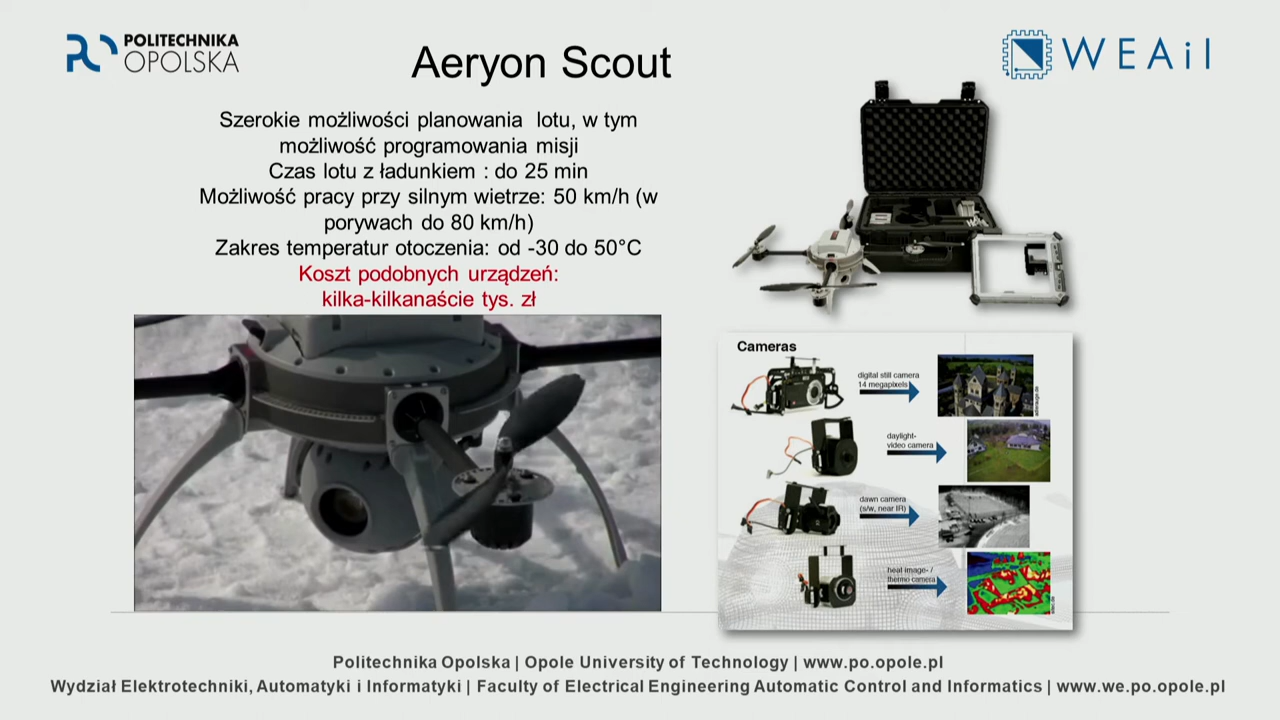 POLITECHNIKA
OPOLSKA
Aeryon Scout
WEAiI
Szerokie możliwości planowania lotu, w tym
możliwość programowania misji
Czas lotu z ładunkiem : do 25 min
Możliwość pracy przy silnym wietrze: 50 km/h (w
porywach do 80 km/h)
Zakres temperatur otoczenia: od -30 do 50°C
Koszt podobnych urządzeń:
kilka-kilkanaście tys. zł
Cameras
digital still camera
14 megapixels
daylight-
video camera
dawn camera
(s/w, near IR)
heat image- /
thermo camera
Politechnika Opolska | Opole University of Technology | www.po.opole.pl
Wydział Elektrotechniki, Automatyki i Informatyki | Faculty of Electrical Engineering Automatic Control and Informatics | www.we.po.opole.pl